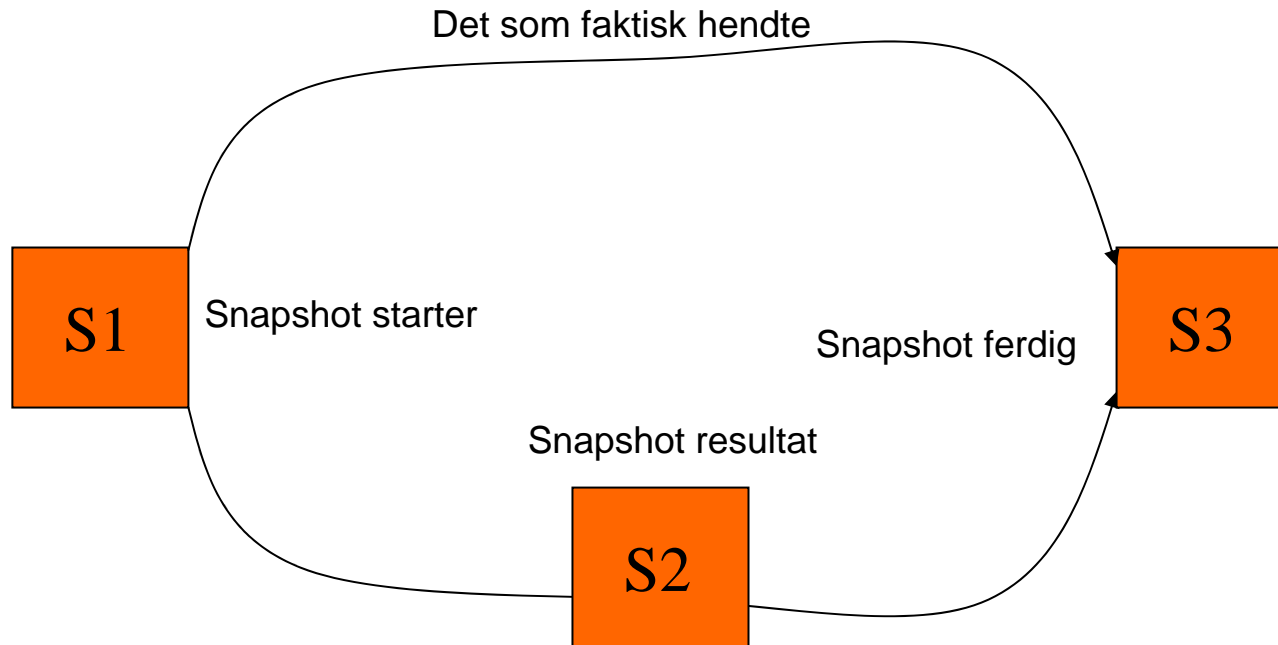 Det som faktisk hendte
S1
Snapshot starter
Snapshot ferdig
S3
Snapshot resultat
S2